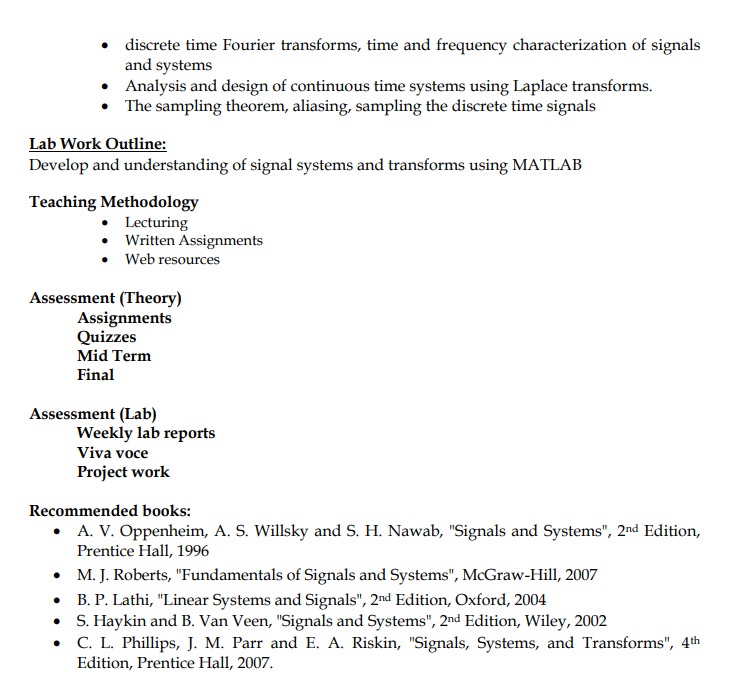 • discrete time Fourier transforms, time and frequency characterization of signals
and systems
• Analysis and design of continuous time systems using Laplace transforms.
• The sampling theorem, aliasing, sampling the discrete time signals
Lab Work Outline:
Develop and understanding of signal systems and transforms using MATLAB
Teaching Methodology
• Lecturing
• Written Assignments
• Web resources
Assessment (Theory)
Assignments
Quizzes
Mid Term
Final
Assessment (Lab)
Weekly lab reports
Viva voce
Project work
Recommended books:
• A. V. Oppenheim, A. S. Willsky and S. H. Nawab, "Signals and Systems", 2nd Edition,
Prentice Hall, 1996
• M. J. Roberts, "Fundamentals of Signals and Systems", McGraw-Hill, 2007
• B. P. Lathi, "Linear Systems and Signals", 2nd Edition, Oxford, 2004
• S. Haykin and B. Van Veen, "Signals and Systems", 2nd Edition, Wiley, 2002
• C. L. Phillips, J. M. Parr and E. A. Riskin, "Signals, Systems, and Transforms", 4th
Edition, Prentice Hall, 2007.